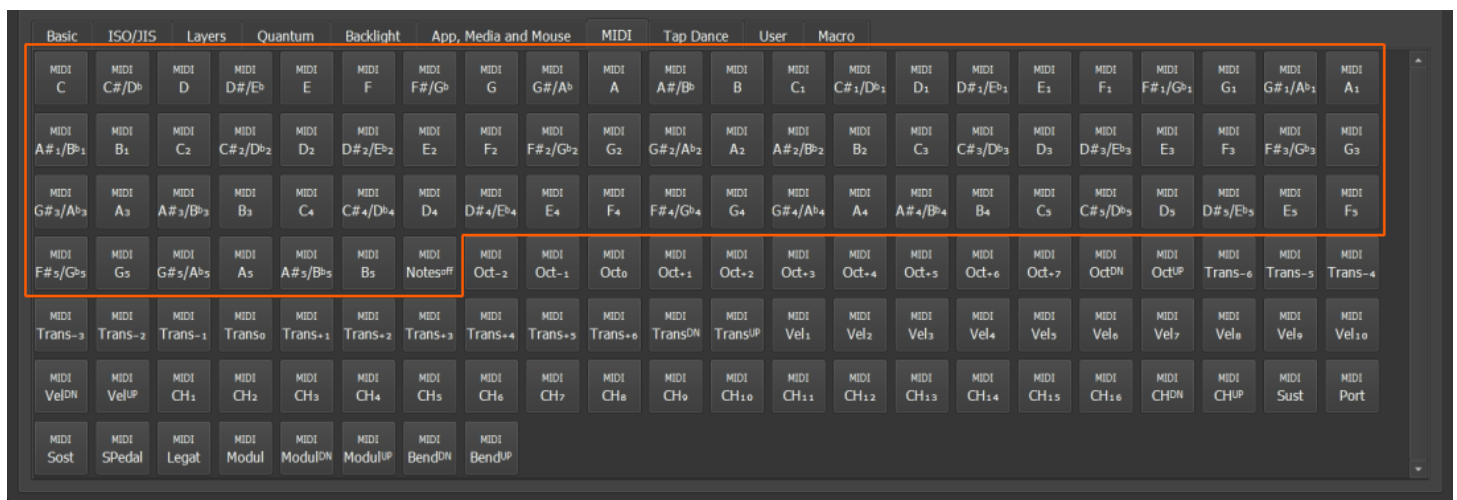 Basic ISO/JIS Layers Quantum Backlight App, Media and Mouse MIDI Tap Dance User Macro
MIDI MIDI MIDI MIDI MIDI MIDI MIDI MIDI MIDI MIDI MIDI MIDI MIDI MIDI MIDI MIDI MIDI MIDI MIDI MIDI MIDI MIDI
C C#/Dᵇ D D#/Eᵇ E F F#/Gᵇ G G#/Aᵇ A A#/Bᵇ B C₁ C#₁/Dᵇ₁ D₁ D#₁/Eᵇ₁ E₁ F₁ F#₁/Gᵇ₁ G₁ G#₁/Aᵇ₁ A₁
MIDI MIDI MIDI MIDI MIDI MIDI MIDI MIDI MIDI MIDI MIDI MIDI MIDI MIDI MIDI MIDI MIDI MIDI MIDI MIDI MIDI MIDI
A#₁/Bᵇ₁ B₁ C₂ C#₂/Dᵇ₂ D₂ D#₂/Eᵇ₂ E₂ F₂ F#₂/Gᵇ₂ G₂ G#₂/Aᵇ₂ A₂ A#₂/Bᵇ₂ B₂ C₃ C#₃/Dᵇ₃ D₃ D#₃/Eᵇ₃ E₃ F₃ F#₃/Gᵇ₃ G₃
MIDI MIDI MIDI MIDI MIDI MIDI MIDI MIDI MIDI MIDI MIDI MIDI MIDI MIDI MIDI MIDI MIDI MIDI MIDI MIDI MIDI MIDI
G#₃/Aᵇ₃ A₃ A#₃/Bᵇ₃ B₃ C₄ C#₄/Dᵇ₄ D₄ D#₄/Eᵇ₄ E₄ F₄ F#₄/Gᵇ₄ G₄ G#₄/Aᵇ₄ A₄ A#₄/Bᵇ₄ B₄ C₅ C#₅/Dᵇ₅ D₅ D#₅/Eᵇ₅ E₅ F₅
MIDI MIDI MIDI MIDI MIDI MIDI MIDI MIDI MIDI MIDI MIDI MIDI MIDI MIDI MIDI MIDI MIDI MIDI MIDI MIDI MIDI MIDI
F#₅/Gᵇ₅ G₅ G#₅/Aᵇ₅ A₅ A#₅/Bᵇ₅ B₅ Notesᵒᶠᶠ Oct₋₂ Oct₋₁ Oct₀ Oct₊₁ Oct₊₂ Oct₊₃ Oct₊₄ Oct₊₅ Oct₊₆ Oct₊₇ Octᴰᴺ Octᵁᴾ Trans₋₆ Trans₋₅ Trans₋₄
MIDI MIDI MIDI MIDI MIDI MIDI MIDI MIDI MIDI MIDI MIDI MIDI MIDI MIDI MIDI MIDI MIDI MIDI MIDI MIDI MIDI MIDI
Trans₋₃ Trans₋₂ Trans₋₁ Trans₀ Trans₊₁ Trans₊₂ Trans₊₃ Trans₊₄ Trans₊₅ Trans₊₆ Transᴰᴺ Transᵁᴾ Vel₁ Vel₂ Vel₃ Vel₄ Vel₅ Vel₆ Vel₇ Vel₈ Vel₉ Vel₁₀
MIDI MIDI MIDI MIDI MIDI MIDI MIDI MIDI MIDI MIDI MIDI MIDI MIDI MIDI MIDI MIDI MIDI MIDI MIDI MIDI MIDI MIDI
Velᴰᴺ Velᵁᴾ CH₁ CH₂ CH₃ CH₄ CH₅ CH₆ CH₇ CH₈ CH₉ CH₁₀ CH₁₁ CH₁₂ CH₁₃ CH₁₄ CH₁₅ CH₁₆ CHᴰᴺ CHᵁᴾ Sust Port
MIDI MIDI MIDI MIDI MIDI MIDI MIDI MIDI
Sost SPedal Legat Modul Modulᴰᴺ Modulᵁᴾ Bendᴰᴺ Bendᵁᴾ